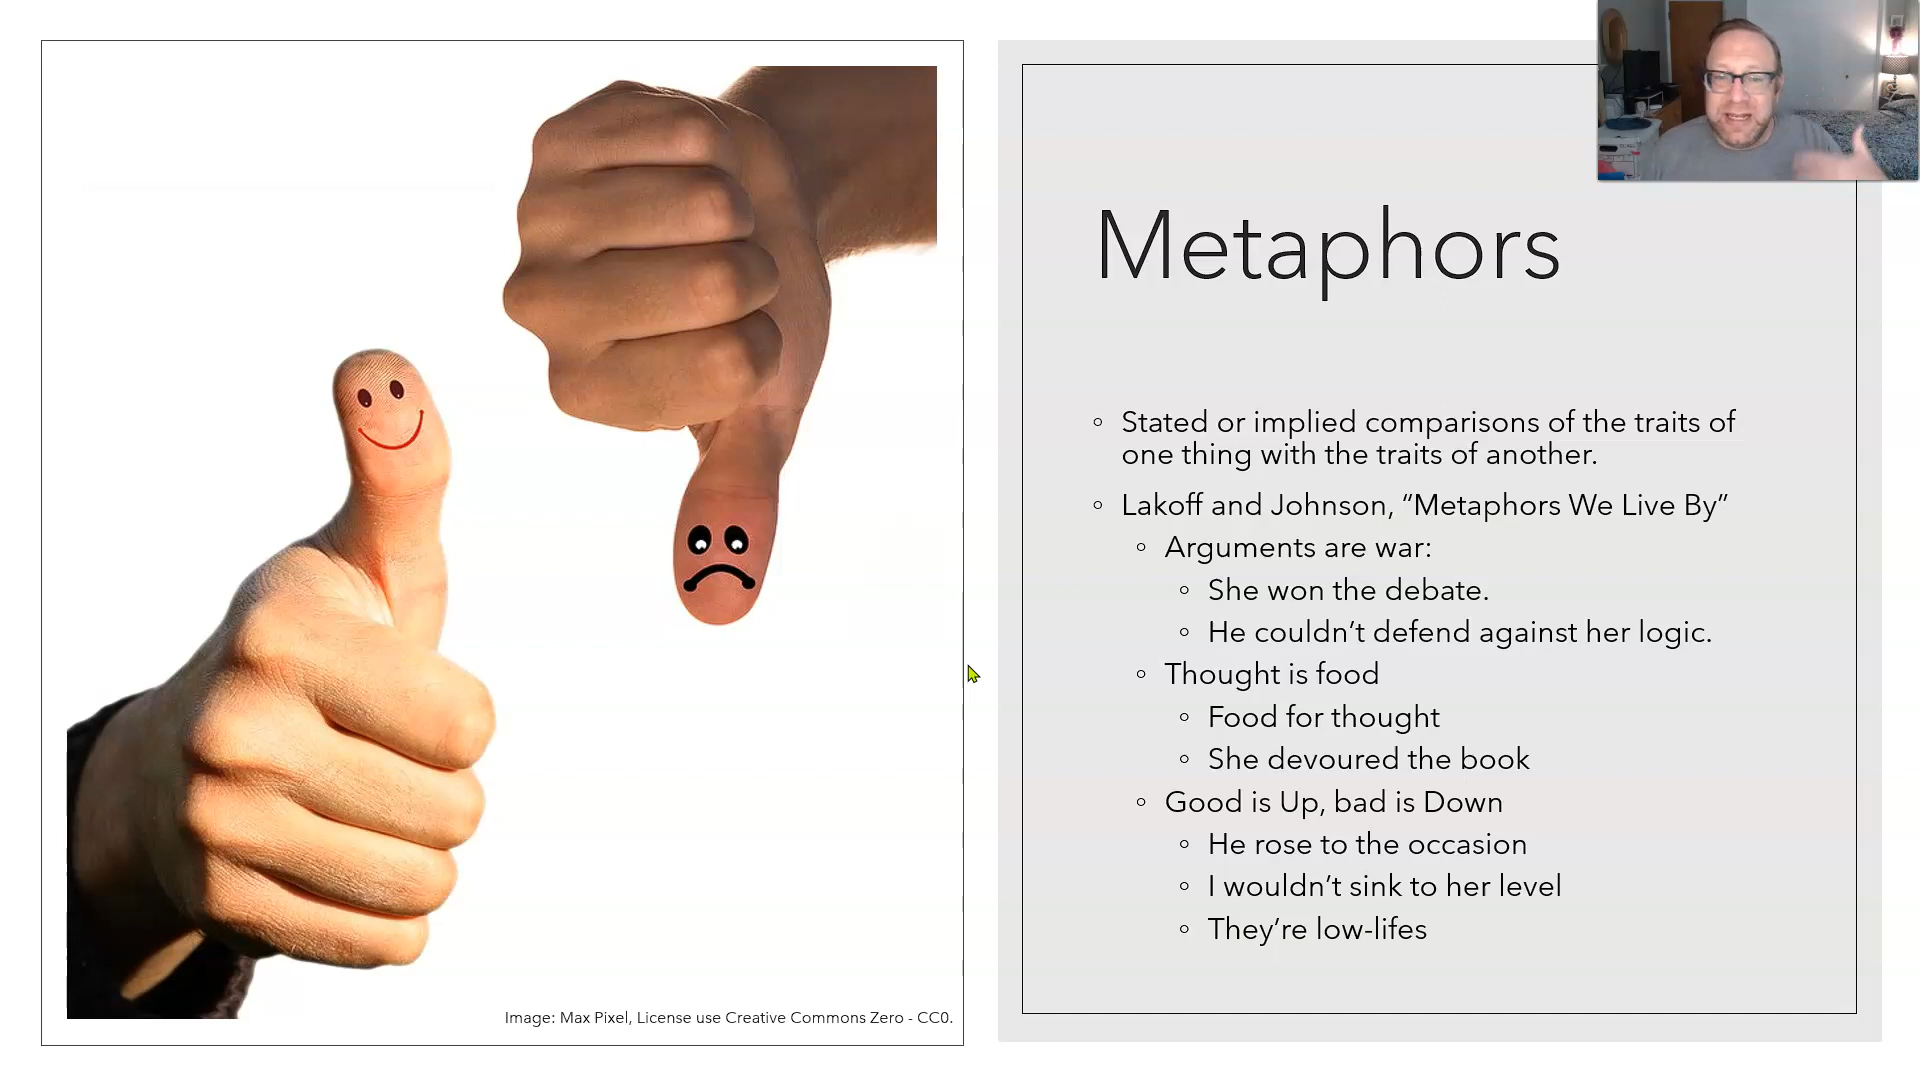 Metaphors
◦ Stated or implied comparisons of the traits of
one thing with the traits of another.
◦ Lakoff and Johnson, “Metaphors We Live By”
◦ Arguments are war:
◦ She won the debate.
◦ He couldn’t defend against her logic.
◦ Thought is food
◦ Food for thought
◦ She devoured the book
◦ Good is Up, bad is Down
◦ He rose to the occasion
◦ I wouldn’t sink to her level
◦ They’re low-lifes
Image: Max Pixel, License use Creative Commons Zero - CC0.